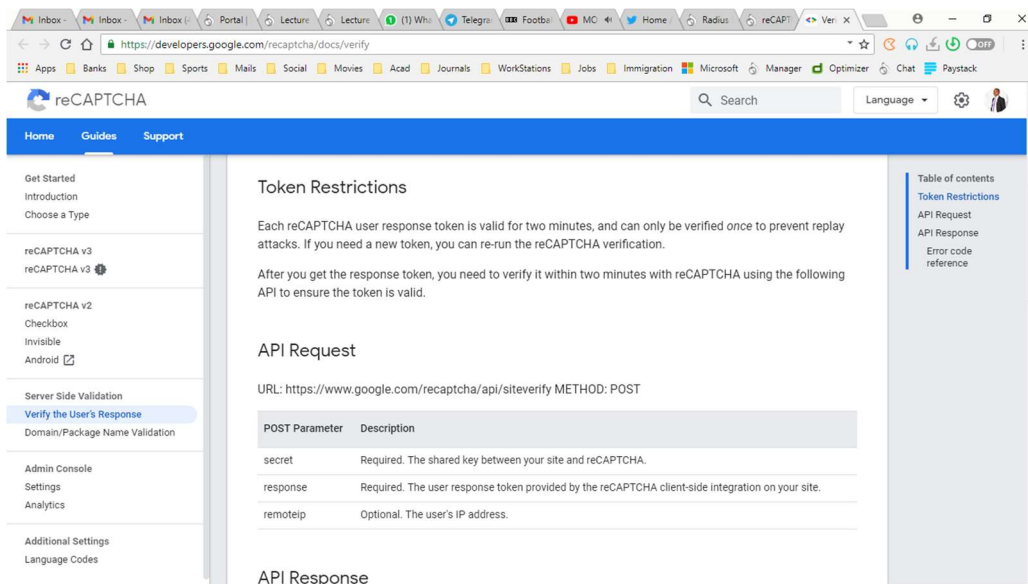 Inbox - Inbox - Inbox (- Portal | Lecture Lecture (1) Wha Telegra Footbal MO Home / Radius reCAPT Veri
https://developers.google.com/recaptcha/docs/verify OFF
Apps Banks Shop Sports Mails Social Movies Acad Journals WorkStations Jobs Immigration Microsoft Manager Optimizer Chat Paystack
reCAPTCHA Search Language
Home Guides Support
Get Started
Introduction
Choose a Type
reCAPTCHA v3
reCAPTCHA v3
reCAPTCHA v2
Checkbox
Invisible
Android
Server Side Validation
Verify the User's Response
Domain/Package Name Validation
Admin Console
Settings
Analytics
Additional Settings
Language Codes
Token Restrictions
Each reCAPTCHA user response token is valid for two minutes, and can only be verified once to prevent replay
attacks. If you need a new token, you can re-run the reCAPTCHA verification.
After you get the response token, you need to verify it within two minutes with reCAPTCHA using the following
API to ensure the token is valid.
API Request
URL: https://www.google.com/recaptcha/api/siteverify METHOD: POST
POST Parameter Description
secret Required. The shared key between your site and reCAPTCHA.
response Required. The user response token provided by the reCAPTCHA client-side integration on your site.
remoteip Optional. The user's IP address.
API Response
Table of contents
Token Restrictions
API Request
API Response
Error code
reference